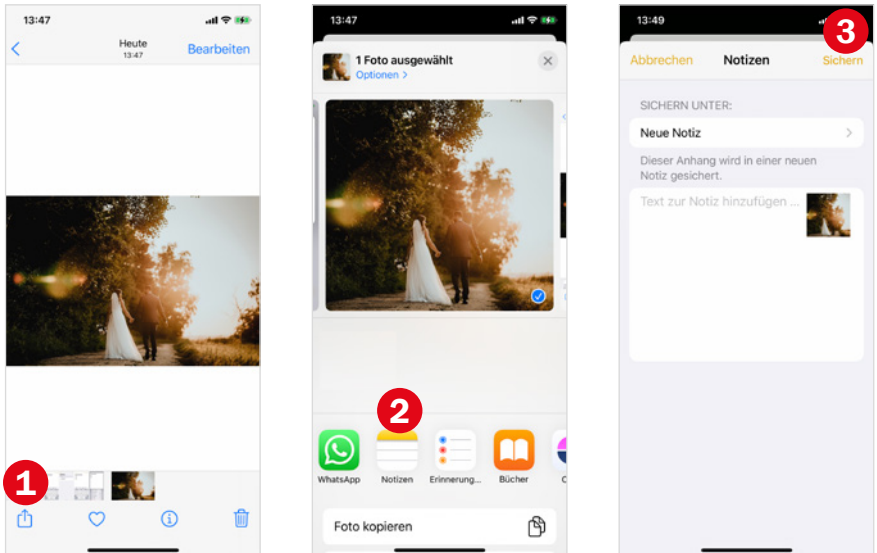 13:47
Heute
13:47
Bearbeiten
1
13:47
1 Foto ausgewählt
Optionen >
2
WhatsApp
Notizen
Erinnerung...
Bücher
Foto kopieren
13:49
3
Abbrechen
Notizen
Sichern
SICHERN UNTER:
Neue Notiz
Dieser Anhang wird in einer neuen
Notiz gesichert.
Text zur Notiz hinzufügen ...